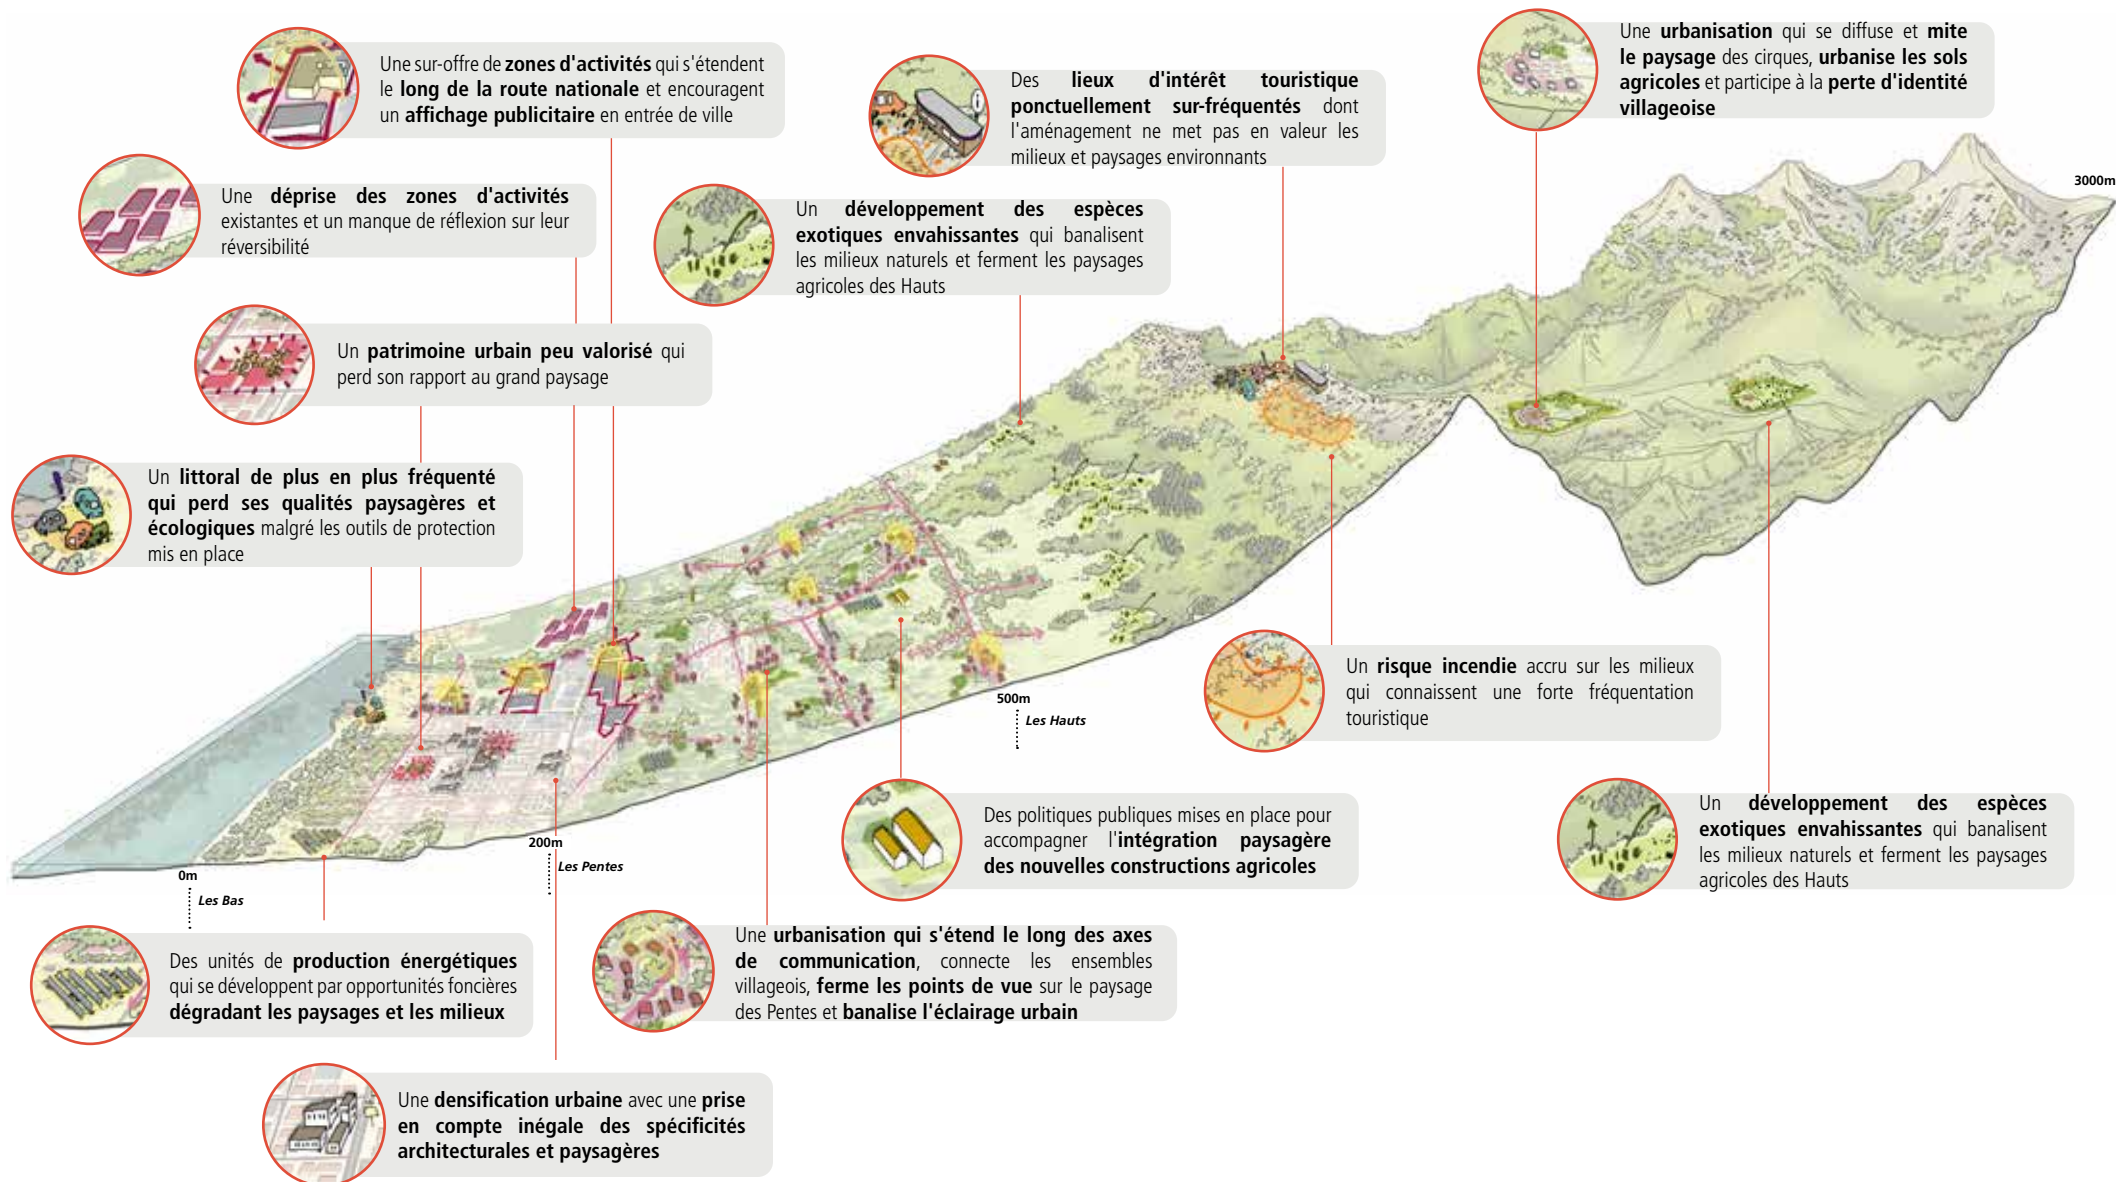 Une sur-offre de zones d'activités qui s'étendent
le long de la route nationale et encouragent
un affichage publicitaire en entrée de ville
Une déprise des zones d'activités
existantes et un manque de réflexion sur leur
réversibilité
Un patrimoine urbain peu valorisé qui
perd son rapport au grand paysage
Un littoral de plus en plus fréquenté
qui perd ses qualités paysagères et
écologiques malgré les outils de protection
mis en place
Des lieux d'intérêt touristique
ponctuellement sur-fréquentés dont
l'aménagement ne met pas en valeur les
milieux et paysages environnants
Un développement des espèces
exotiques envahissantes qui banalisent
les milieux naturels et ferment les paysages
agricoles des Hauts
Une urbanisation qui se diffuse et mite
le paysage des cirques, urbanise les sols
agricoles et participe à la perte d'identité
villageoise
3000m
500m
Les Hauts
200m
Les Pentes
0m
Les Bas
Un risque incendie accru sur les milieux
qui connaissent une forte fréquentation
touristique
Des politiques publiques mises en place pour
accompagner l'intégration paysagère
des nouvelles constructions agricoles
Un développement des espèces
exotiques envahissantes qui banalisent
les milieux naturels et ferment les paysages
agricoles des Hauts
Des unités de production énergétiques
qui se développent par opportunités foncières
dégradant les paysages et les milieux
Une urbanisation qui s'étend le long des axes
de communication, connecte les ensembles
villageois, ferme les points de vue sur le paysage
des Pentes et banalise l'éclairage urbain
Une densification urbaine avec une prise
en compte inégale des spécificités
architecturales et paysagères